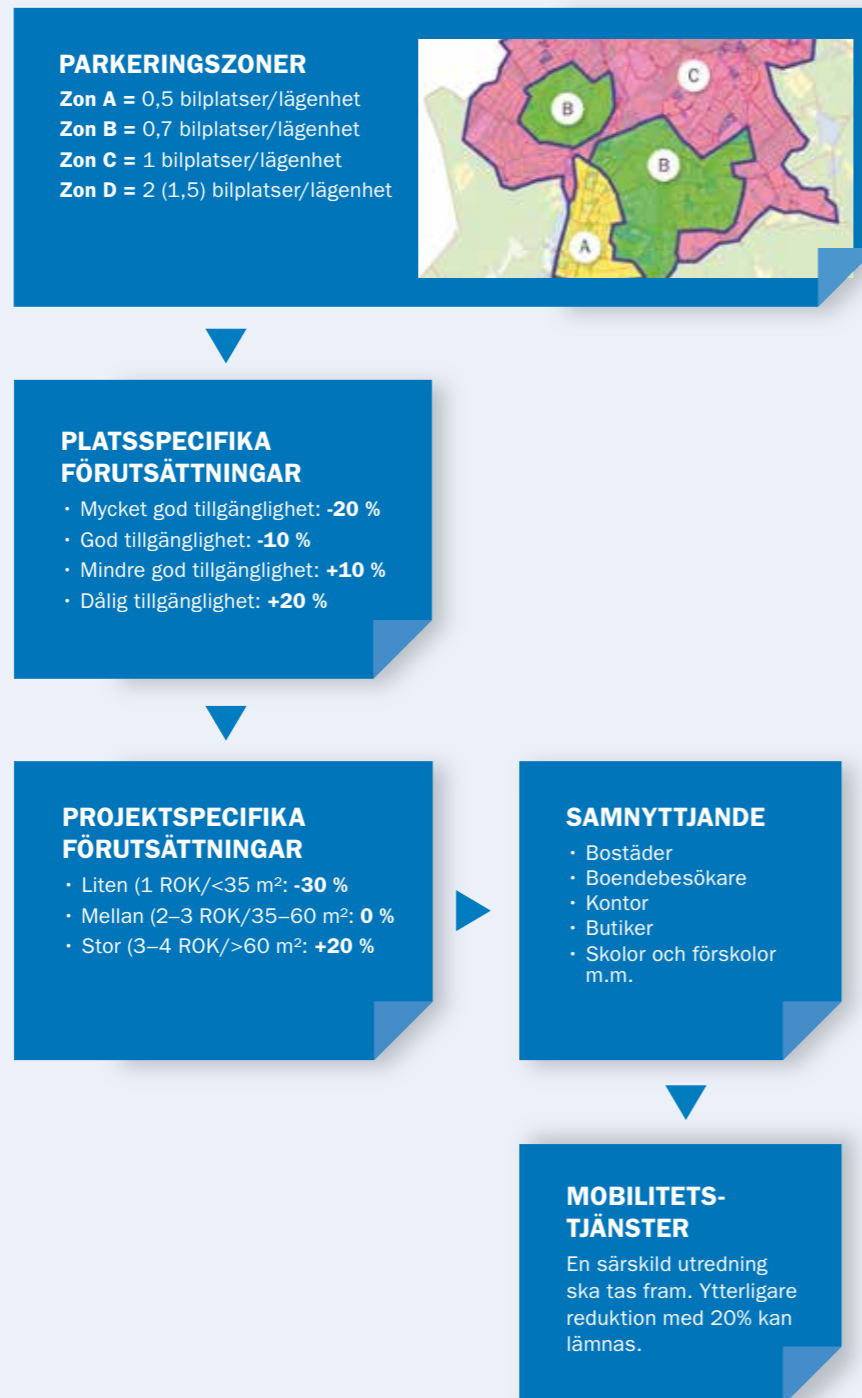 PARKERINGSZONER
Zon A = 0,5 bilplatser/lägenhet
Zon B = 0,7 bilplatser/lägenhet
Zon C = 1 bilplatser/lägenhet
Zon D = 2 (1,5) bilplatser/lägenhet
C
B
B
A
PLATSSPECIFIKA
FÖRUTSÄTTNINGAR
· Mycket god tillgänglighet: -20 %
· God tillgänglighet: -10 %
· Mindre god tillgänglighet: +10 %
· Dålig tillgänglighet: +20 %
PROJEKTSPECIFIKA
FÖRUTSÄTTNINGAR
· Liten (1 ROK/<35 m²: -30 %
· Mellan (2–3 ROK/35–60 m²: 0 %
· Stor (3–4 ROK/>60 m²: +20 %
SAMNYTTJANDE
· Bostäder
· Boendebesökare
· Kontor
· Butiker
· Skolor och förskolor
m.m.
MOBILITETS-
TJÄNSTER
En särskild utredning
ska tas fram. Ytterligare
reduktion med 20% kan
lämnas.